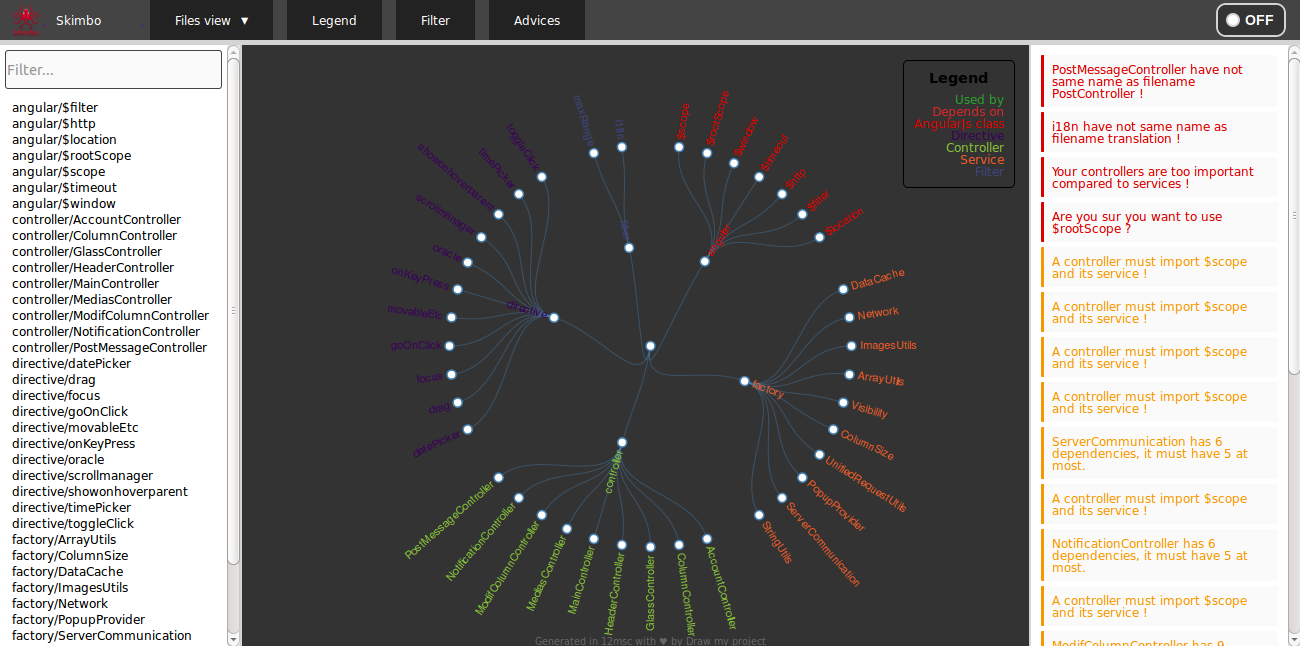 Skimbo
Files view ▼
Legend
Filter
Advices
OFF
Filter...
angular/$filter
angular/$http
angular/$location
angular/$rootScope
angular/$scope
angular/$timeout
angular/$window
controller/AccountController
controller/ColumnController
controller/GlassController
controller/HeaderController
controller/MainController
controller/MediasController
controller/ModifColumnController
controller/NotificationController
controller/PostMessageController
directive/datePicker
directive/drag
directive/focus
directive/goOnClick
directive/movableEtc
directive/onKeyPress
directive/oracle
directive/scrollmanager
directive/showonhoverparent
directive/timePicker
directive/toggleClick
factory/ArrayUtils
factory/ColumnSize
factory/DataCache
factory/ImagesUtils
factory/Network
factory/PopupProvider
factory/ServerCommunication
maxRange
i18n
filter
$scope
$rootScope
$window
$timeout
$http
$filter
$location
toggleClick
timePicker
showonhoverparent
scrollmanager
oracle
onKeyPress
movableEtc
goOnClick
focus
drag
datePicker
directive
DataCache
Network
ImagesUtils
ArrayUtils
Visibility
ColumnSize
UnifiedRequestUtils
PopupProvider
ServerCommunication
StringUtils
factory
controller
PostMessageController
NotificationController
ModifColumnController
MediasController
MainController
HeaderController
GlassController
ColumnController
AccountController
Generated in 12msc with ♥ by Draw my project
Legend
Used by
Depends on
AngularJs class
Directive
Controller
Service
Filter
PostMessageController have not
same name as filename
PostController !
i18n have not same name as
filename translation !
Your controllers are too important
compared to services !
Are you sur you want to use
$rootScope ?
A controller must import $scope
and its service !
A controller must import $scope
and its service !
A controller must import $scope
and its service !
A controller must import $scope
and its service !
ServerCommunication has 6
dependencies, it must have 5 at
most.
A controller must import $scope
and its service !
NotificationController has 6
dependencies, it must have 5 at
most.
A controller must import $scope
and its service !
ModifColumnController has 9